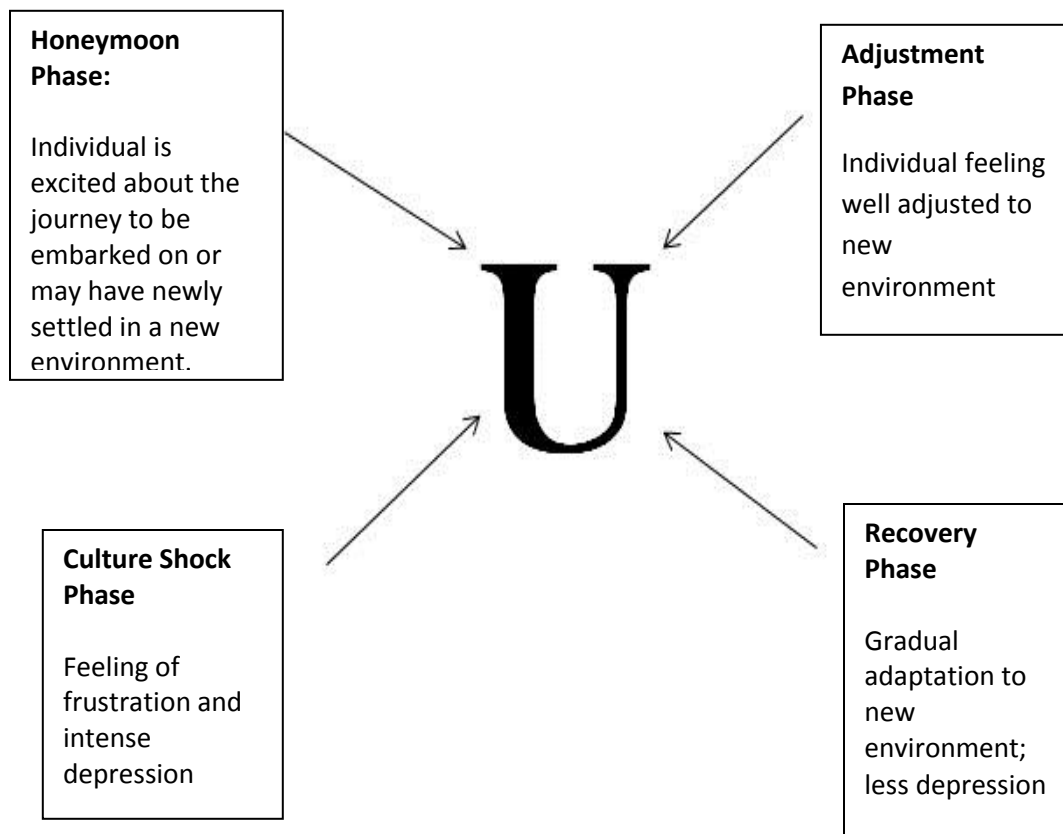 Honeymoon
Phase:
Individual is
excited about the
journey to be
embarked on or
may have newly
settled in a new
environment.
Adjustment
Phase
Individual feeling
well adjusted to
new
environment
U
Culture Shock
Phase
Feeling of
frustration and
intense
depression
Recovery
Phase
Gradual
adaptation to
new
environment;
less depression